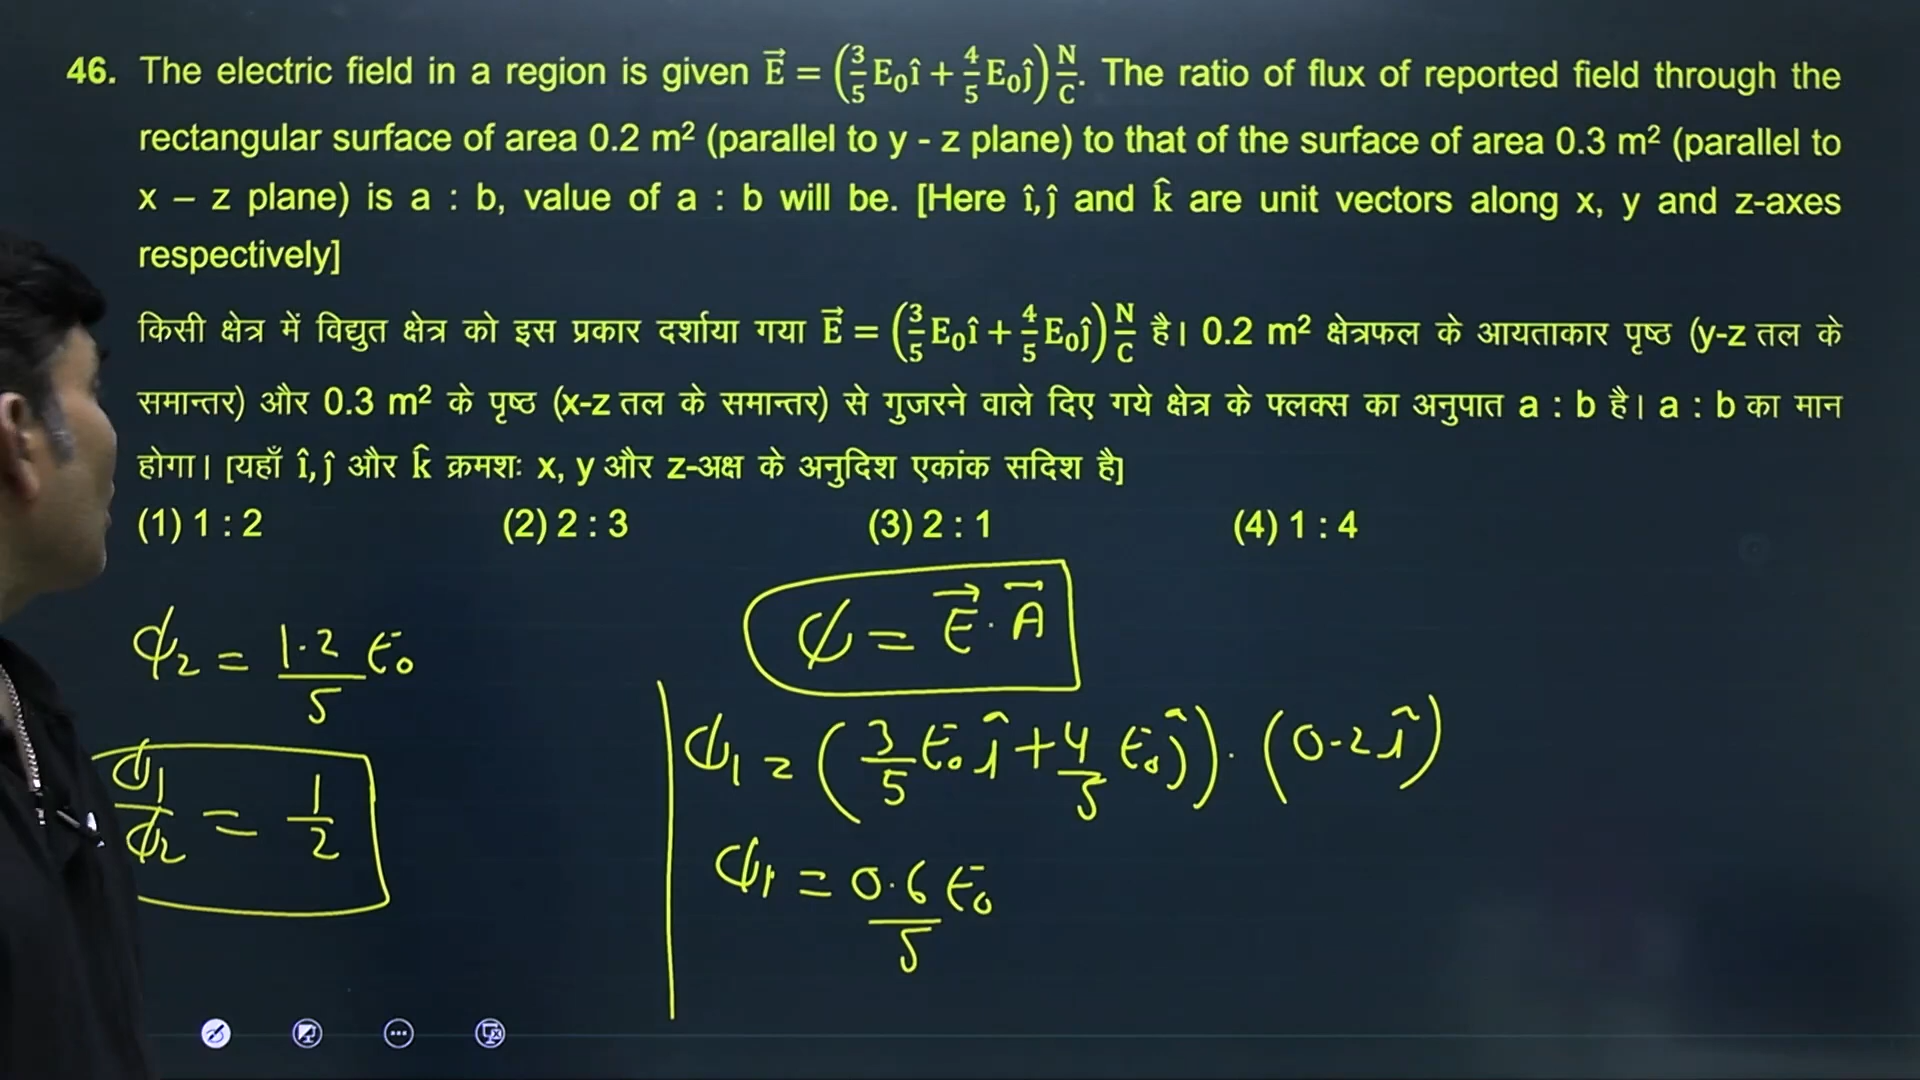 46. The electric field in a region is given E⃗ = (3/5 E₀î + 4/5 E₀ĵ) N/C. The ratio of flux of reported field through the
rectangular surface of area 0.2 m² (parallel to y - z plane) to that of the surface of area 0.3 m² (parallel to
x – z plane) is a : b, value of a : b will be. [Here î, ĵ and k̂ are unit vectors along x, y and z-axes
respectively]
किसी क्षेत्र में विद्युत क्षेत्र को इस प्रकार दर्शाया गया E⃗ = (3/5 E₀î + 4/5 E₀ĵ) N/C है। 0.2 m² क्षेत्रफल के आयताकार पृष्ठ (y-z तल के
समान्तर) और 0.3 m² के पृष्ठ (x-z तल के समान्तर) से गुजरने वाले दिए गये क्षेत्र के फ्लक्स का अनुपात a : b है। a : b का मान
होगा। [यहाँ î, ĵ और k̂ क्रमशः x, y और z-अक्ष के अनुदिश एकांक सदिश है]
(1) 1 : 2 (2) 2 : 3 (3) 2 : 1 (4) 1 : 4
ϕ = E⃗ · A⃗
ϕ₂ = 1.2/5 E₀
ϕ₁/ϕ₂ = 1/2
ϕ₁ = (3/5 E₀ î + 4/5 E₀ ĵ) · (0.2 î)
ϕ₁ = 0.6 E₀/5